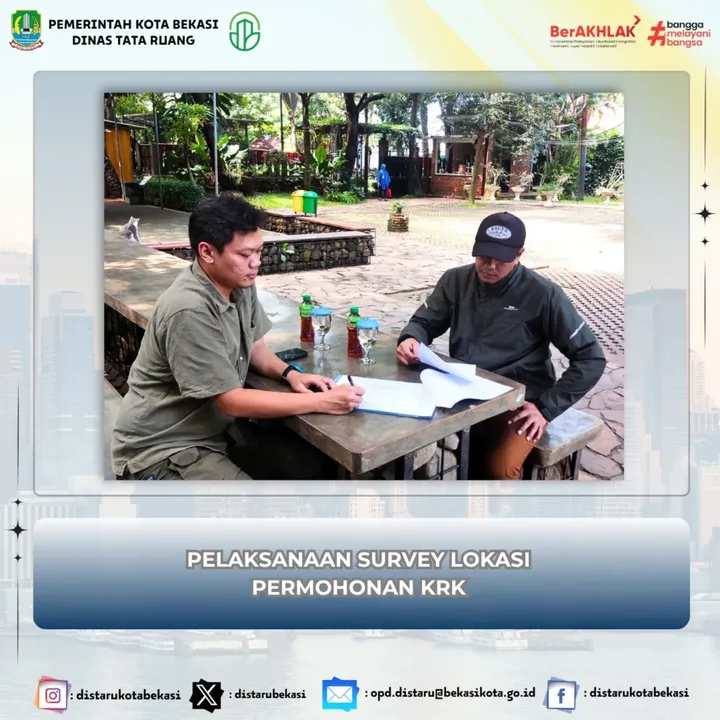 PEMERINTAH KOTA BEKASI
DINAS TATA RUANG
BerAKHLAK
#bangga
melayani
bangsa
PELAKSANAAN SURVEY LOKASI
PERMOHONAN KRK
: distarukotabekasi
: distarubekasi
: opd.distaru@bekasikota.go.id
: distarukotabekasi